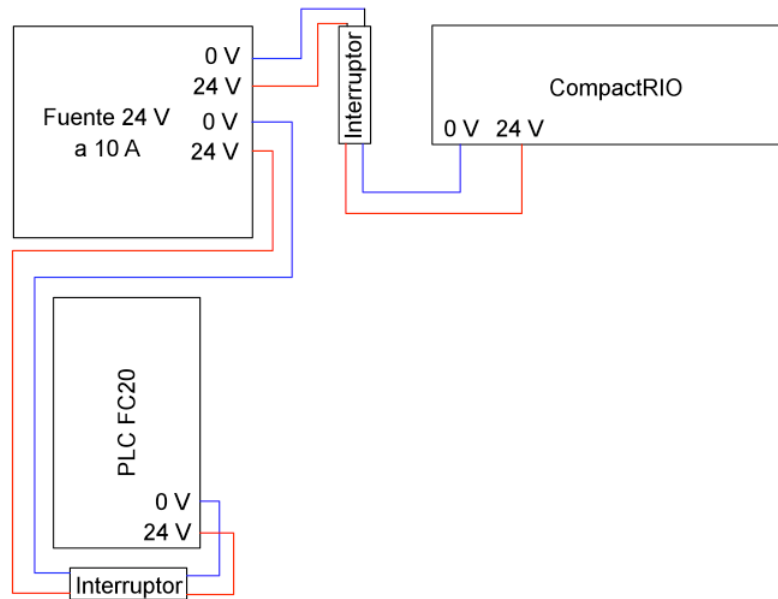 Fuente 24 V
a 10 A
0 V
24 V
0 V
24 V
Interruptor
CompactRIO
0 V 24 V
PLC FC20
0 V
24 V
Interruptor